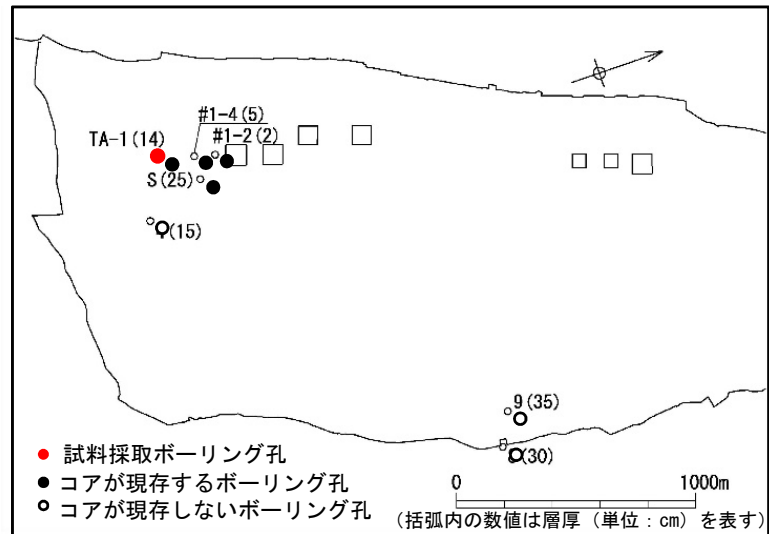 #1-4(5)
TA-1(14)
#1-2(2)
S(25)
(15)
9(35)
(30)
試料採取ボーリング孔
コアが現存するボーリング孔
コアが現存しないボーリング孔
0 1000m
(括弧内の数値は層厚(単位:cm)を表す)